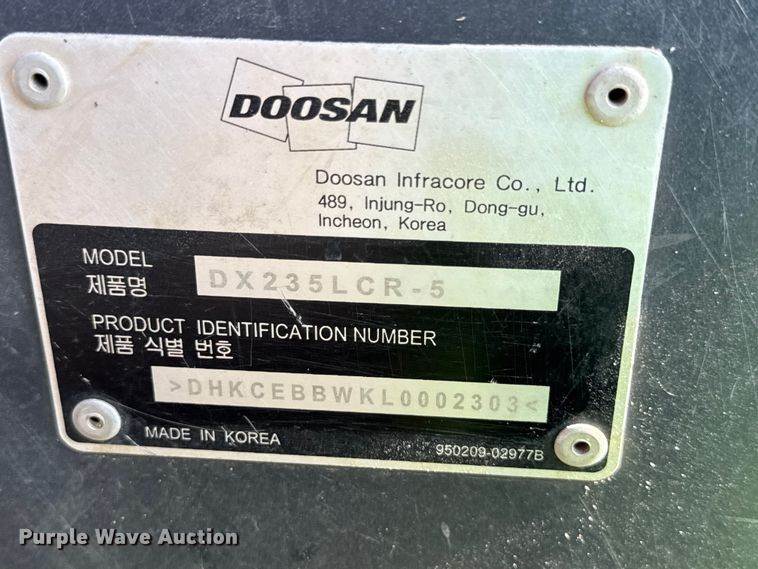 DOOSAN
Doosan Infracore Co., Ltd.
489, Injung-Ro, Dong-gu,
Incheon, Korea
MODEL
제품명
DX235LCR-5
PRODUCT IDENTIFICATION NUMBER
제품 식별 번호
>DHKCEBBWKL0002303<
MADE IN KOREA
950209-02977B
Purple Wave Auction®